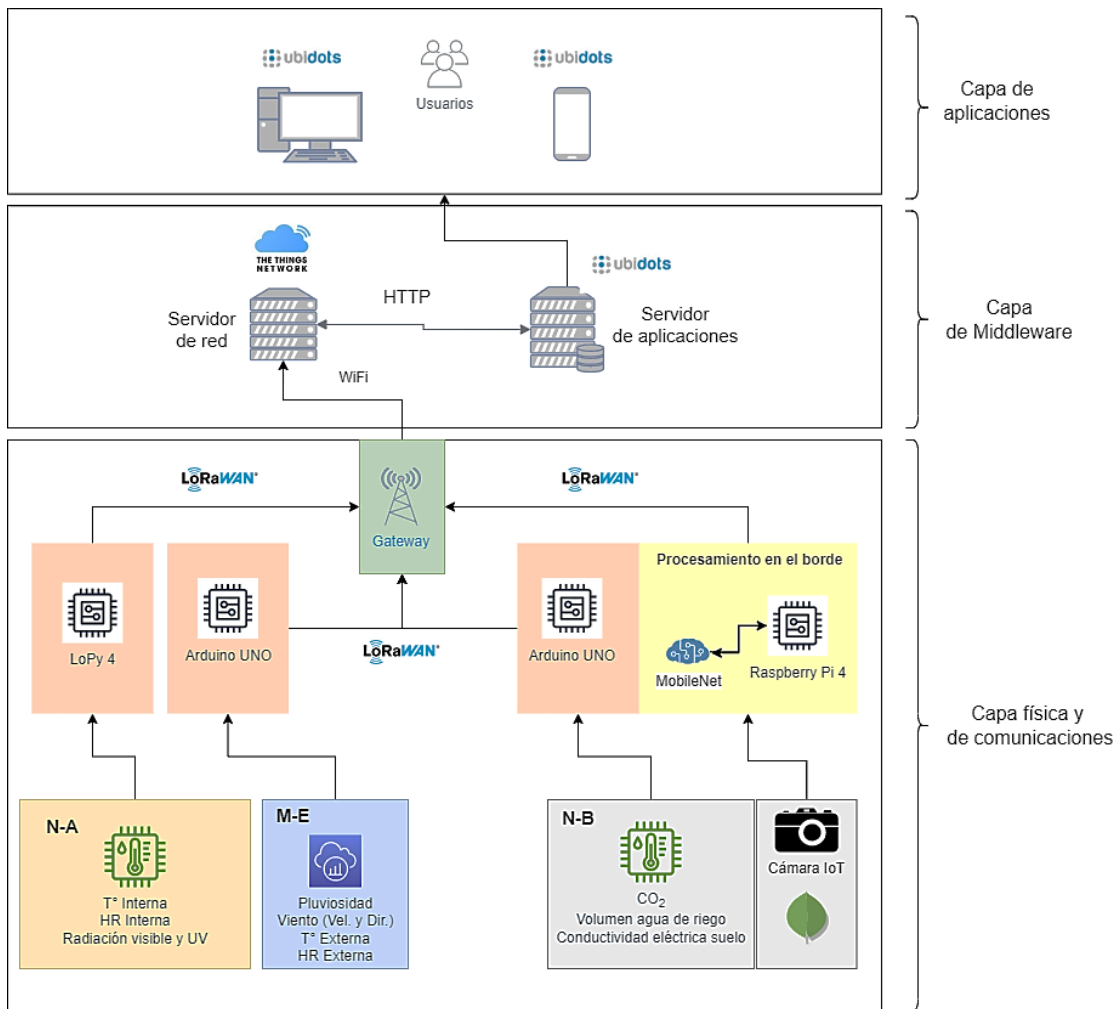 ubidots
Usuarios
ubidots
Capa de
aplicaciones
THE THINGS
NETWORK
ubidots
HTTP
Servidor
de red
Servidor
de aplicaciones
WiFi
Capa
de Middleware
LoRaWAN®
LoRaWAN®
Gateway
Procesamiento en el borde
LoPy 4
Arduino UNO
LoRaWAN®
Arduino UNO
MobileNet
Raspberry Pi 4
Capa física y
de comunicaciones
N-A
T° Interna
HR Interna
Radiación visible y UV
M-E
Pluviosidad
Viento (Vel. y Dir.)
T° Externa
HR Externa
N-B
CO₂
Volumen agua de riego
Conductividad eléctrica suelo
Cámara IoT